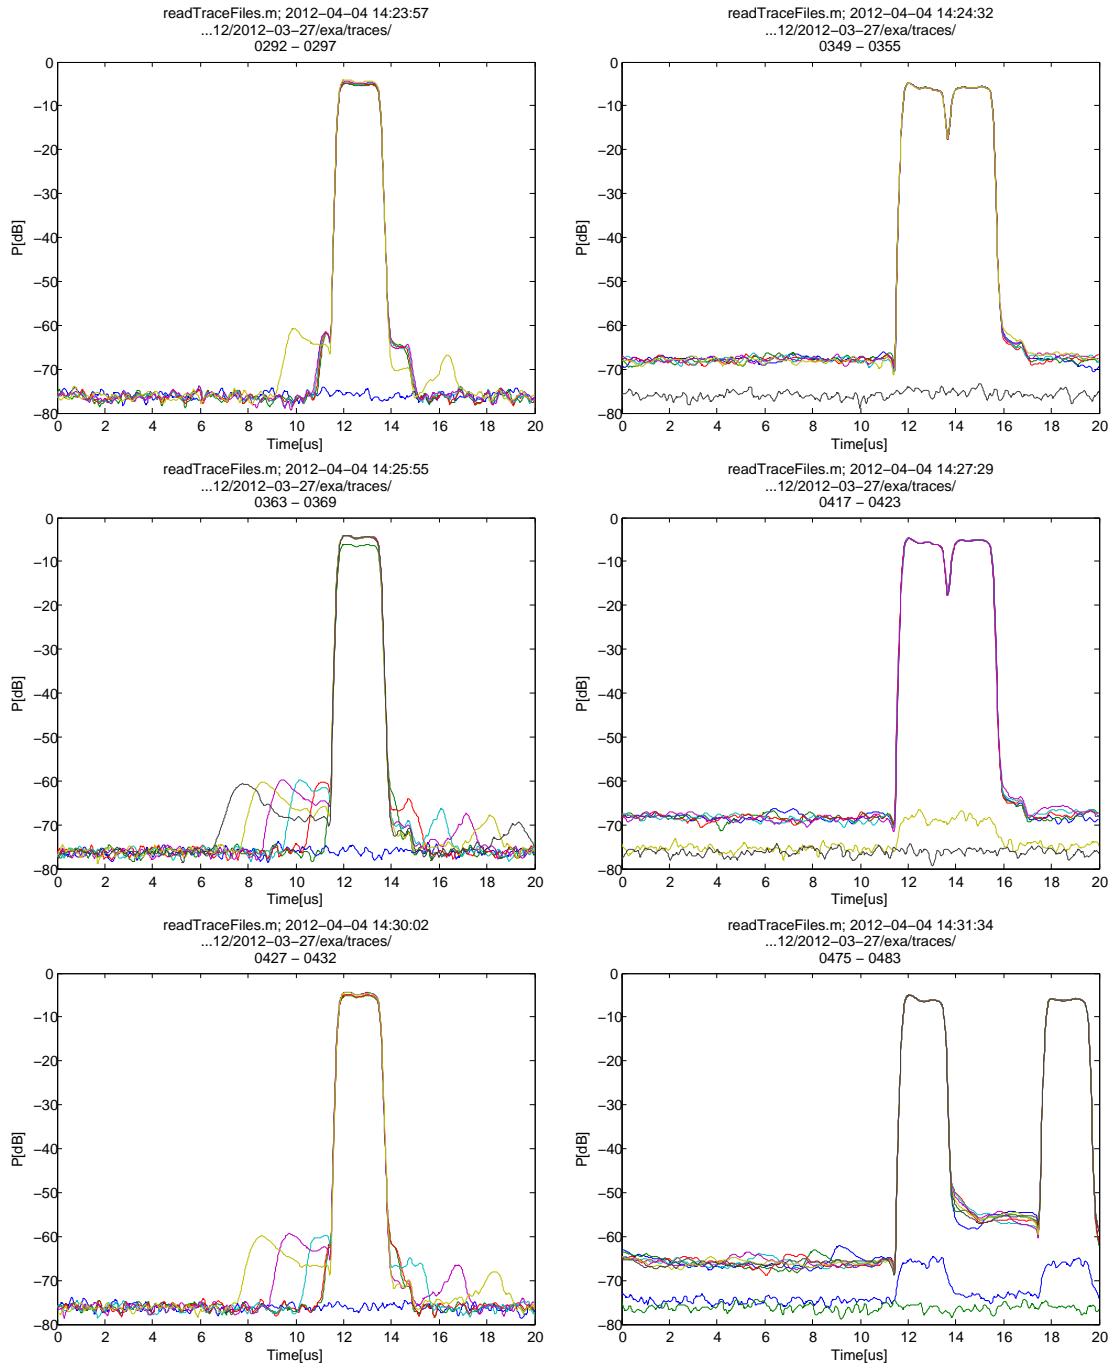 readTraceFiles.m; 2012−04−04 14:23:57
...12/2012−03−27/exa/traces/
0292 − 0297
0
−10
−20
−30
−40
−50
−60
−70
−80
P[dB]
0 2 4 6 8 10 12 14 16 18 20
Time[us]
readTraceFiles.m; 2012−04−04 14:24:32
...12/2012−03−27/exa/traces/
0349 − 0355
0
−10
−20
−30
−40
−50
−60
−70
−80
P[dB]
0 2 4 6 8 10 12 14 16 18 20
Time[us]
readTraceFiles.m; 2012−04−04 14:25:55
...12/2012−03−27/exa/traces/
0363 − 0369
0
−10
−20
−30
−40
−50
−60
−70
−80
P[dB]
0 2 4 6 8 10 12 14 16 18 20
Time[us]
readTraceFiles.m; 2012−04−04 14:27:29
...12/2012−03−27/exa/traces/
0417 − 0423
0
−10
−20
−30
−40
−50
−60
−70
−80
P[dB]
0 2 4 6 8 10 12 14 16 18 20
Time[us]
readTraceFiles.m; 2012−04−04 14:30:02
...12/2012−03−27/exa/traces/
0427 − 0432
0
−10
−20
−30
−40
−50
−60
−70
−80
P[dB]
0 2 4 6 8 10 12 14 16 18 20
Time[us]
readTraceFiles.m; 2012−04−04 14:31:34
...12/2012−03−27/exa/traces/
0475 − 0483
0
−10
−20
−30
−40
−50
−60
−70
−80
P[dB]
0 2 4 6 8 10 12 14 16 18 20
Time[us]